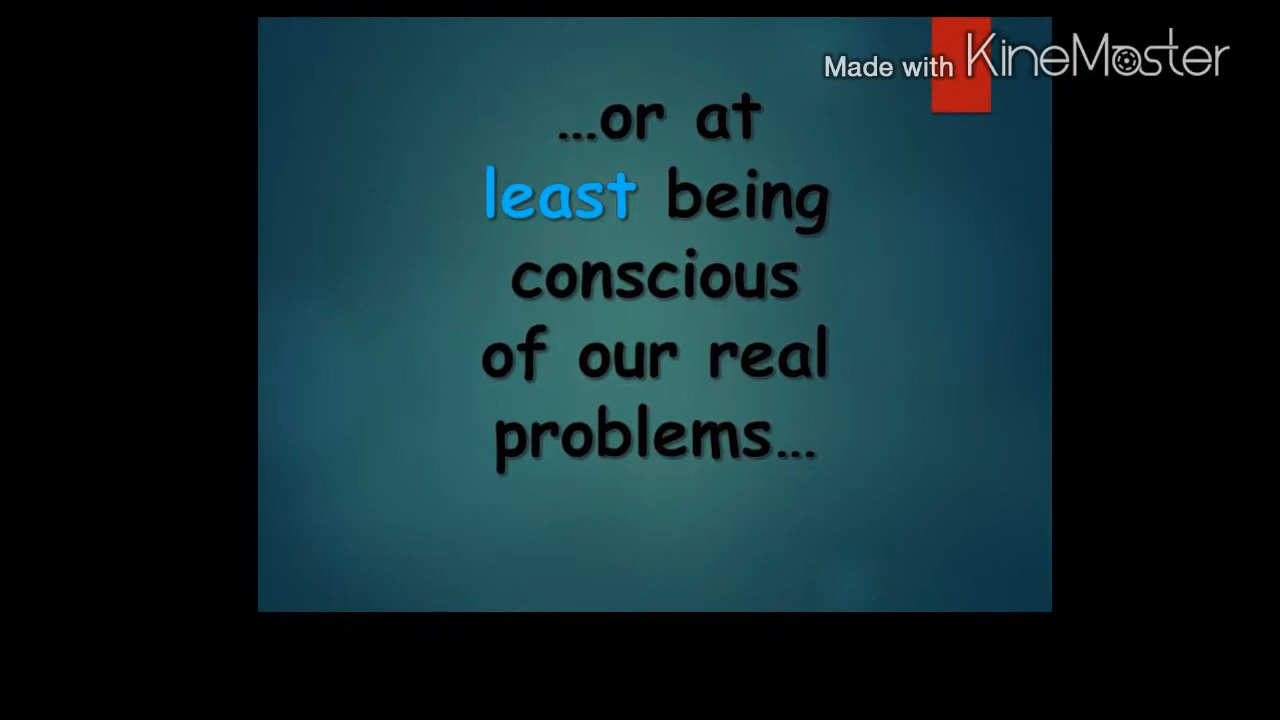 Made with KineMaster
...or at
least being
conscious
of our real
problems...